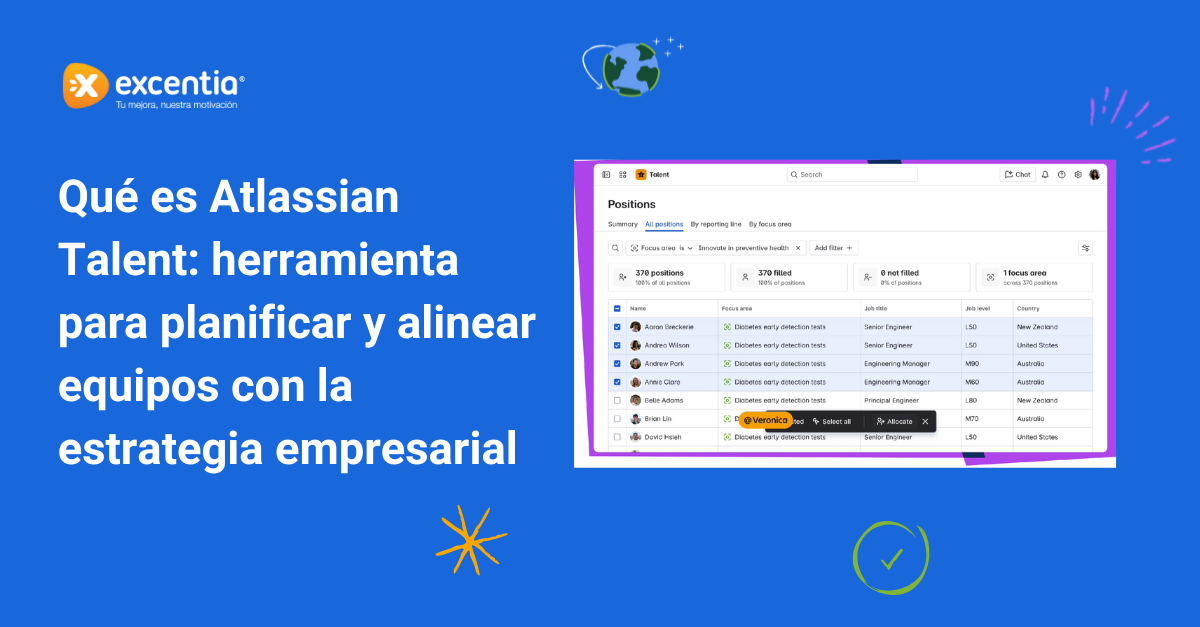 excentia®
Tu mejora, nuestra motivación
Qué es Atlassian
Talent: herramienta
para planificar y alinear
equipos con la
estrategia empresarial
Talent Search Chat
Positions
Summary All positions By reporting line By focus area
Focus area is Innovate in preventive health Add filter
370 positions 370 filled 0 not filled 1 focus area
100% of all positions 100% of positions 0% of positions across 370 positions
Name Focus area Job title Job level Country
Aaron Breckerie Diabetes early detection tests Senior Engineer L50 New Zealand
Andrea Wilson Diabetes early detection tests Senior Engineer L50 United States
Andrew Park Diabetes early detection tests Engineering Manager M90 Australia
Annie Clare Diabetes early detection tests Engineering Manager M60 Australia
Belle Adams Diabetes early detection tests Principal Engineer L80 New Zealand
Brian Lin M70 Australia
@Veronica Select all Allocate
David Hsieh Diabetes early detection tests Senior Engineer L50 United States